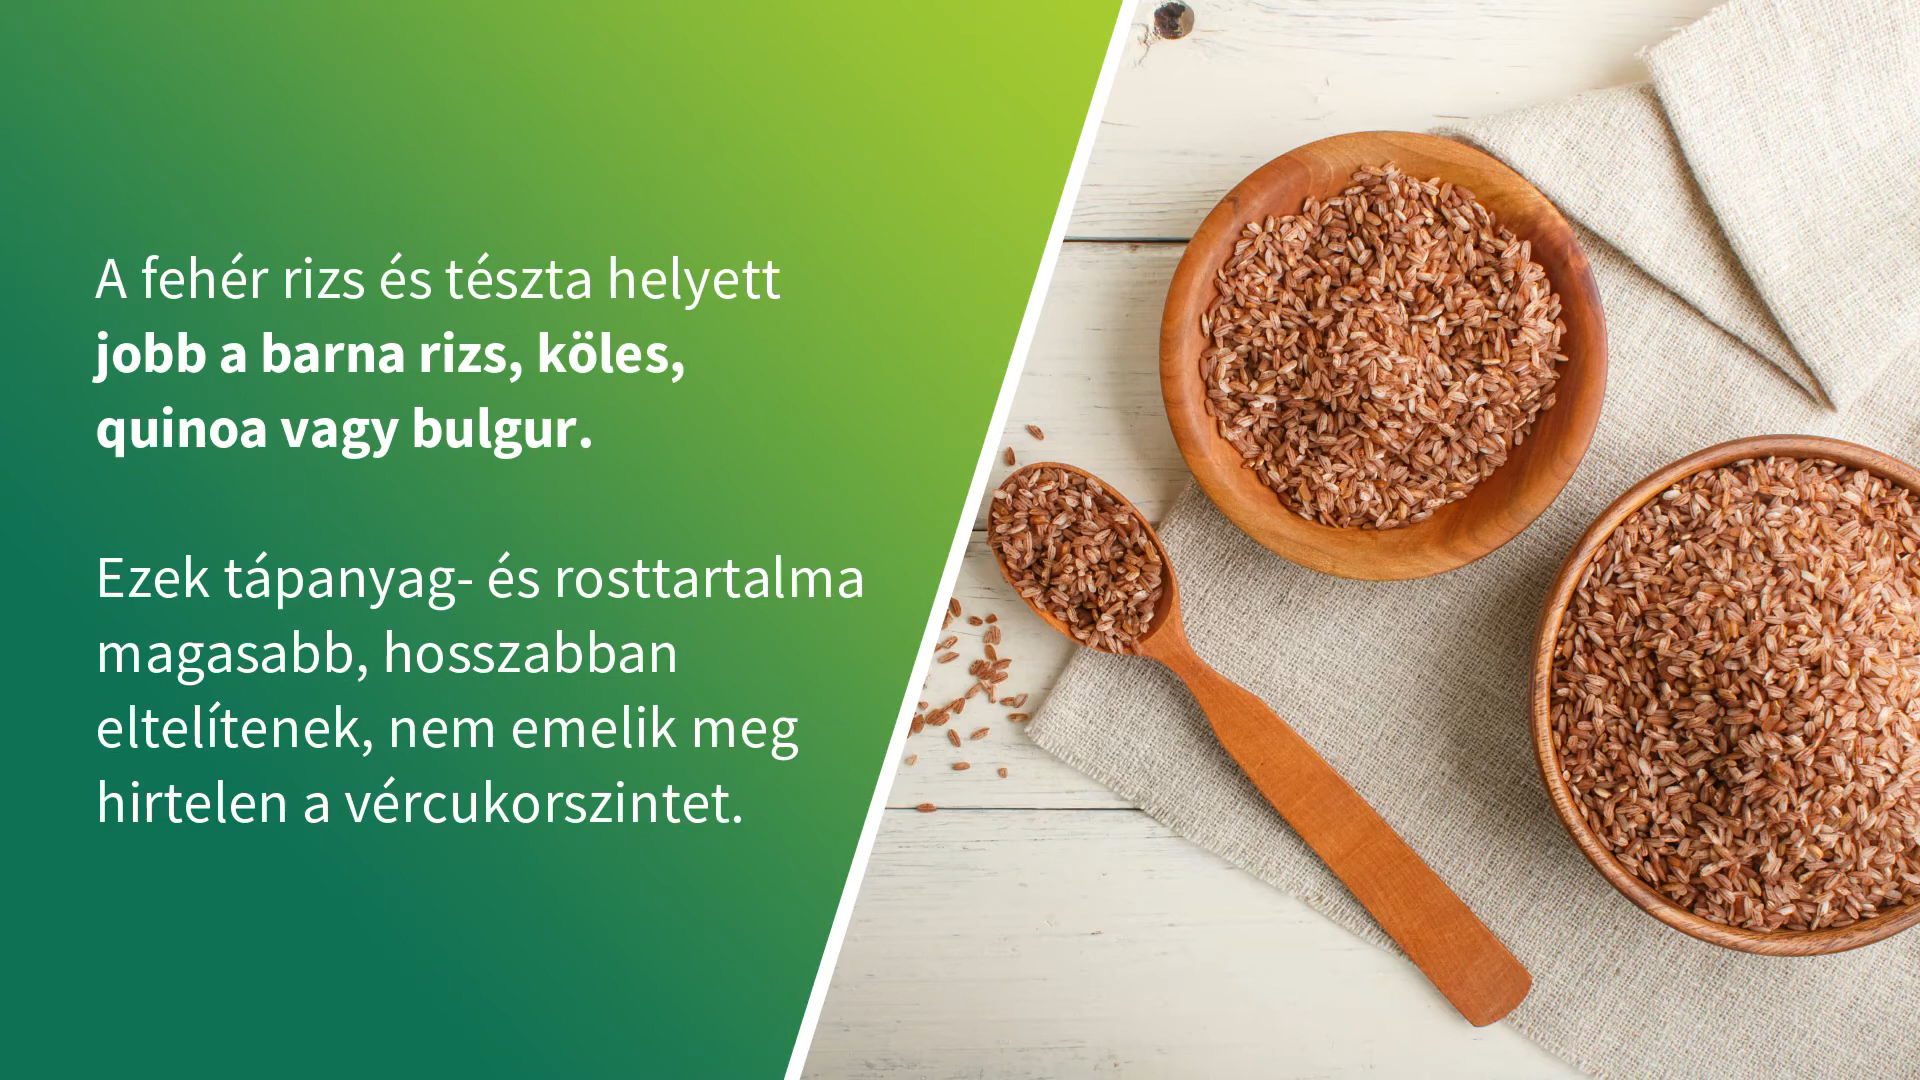 A fehér rizs és tészta helyett
jobb a barna rizs, köles,
quinoa vagy bulgur.
Ezek tápanyag- és rosttartalma
magasabb, hosszabban
eltelítenek, nem emelik meg
hirtelen a vércukorszintet.